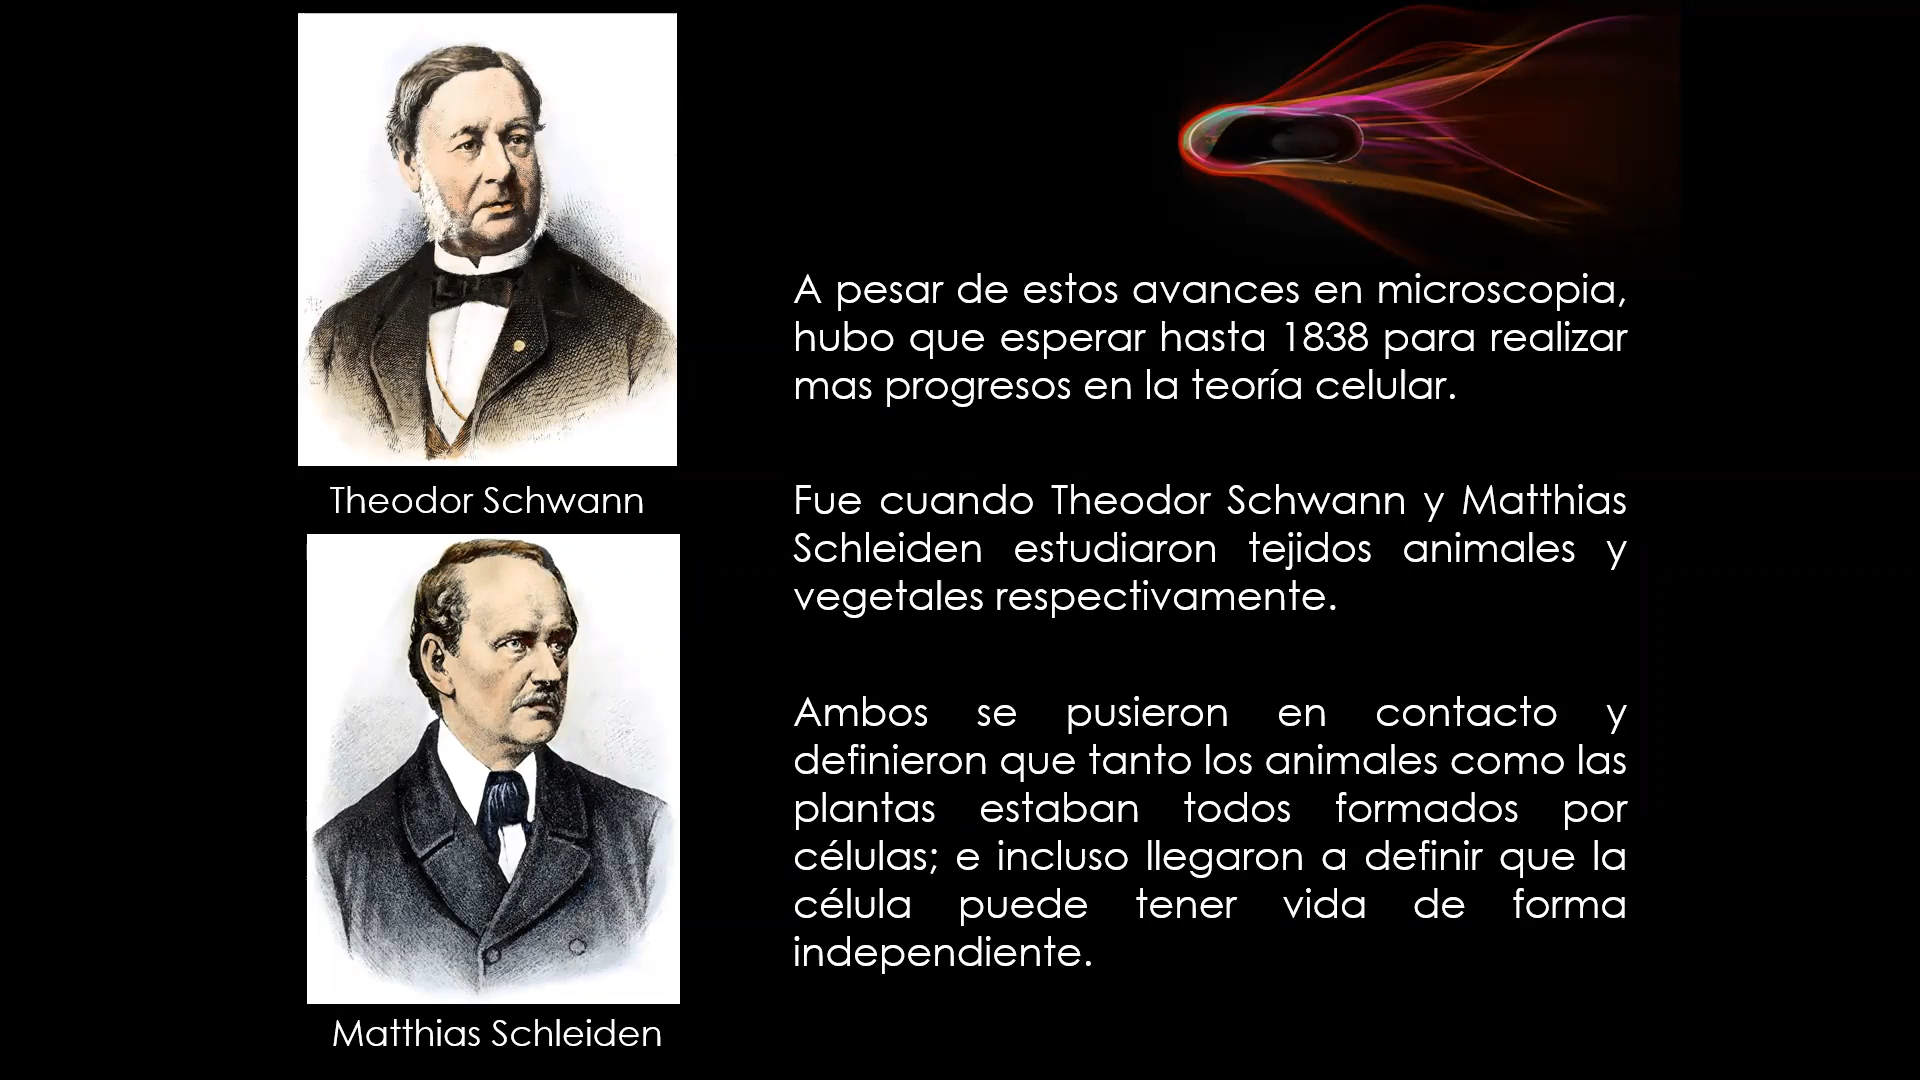 Theodor Schwann
Matthias Schleiden
A pesar de estos avances en microscopia,
hubo que esperar hasta 1838 para realizar
mas progresos en la teoría celular.
Fue cuando Theodor Schwann y Matthias
Schleiden estudiaron tejidos animales y
vegetales respectivamente.
Ambos se pusieron en contacto y
definieron que tanto los animales como las
plantas estaban todos formados por
células; e incluso llegaron a definir que la
célula puede tener vida de forma
independiente.